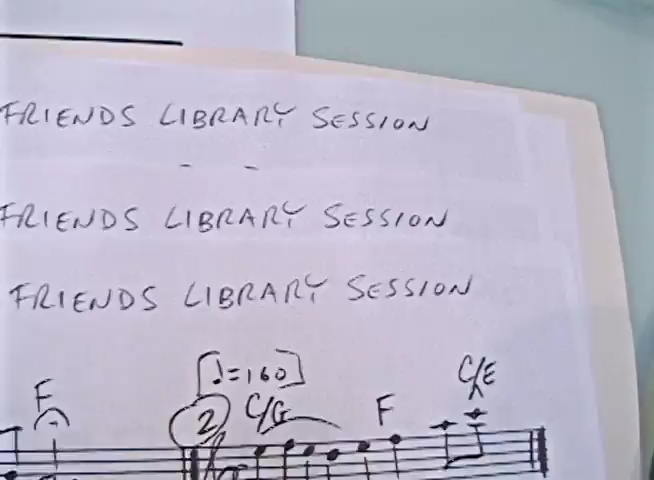 FRIENDS LIBRARY SESSION
FRIENDS LIBRARY SESSION
FRIENDS LIBRARY SESSION
[♩=160]
F 2 C/G F C/E